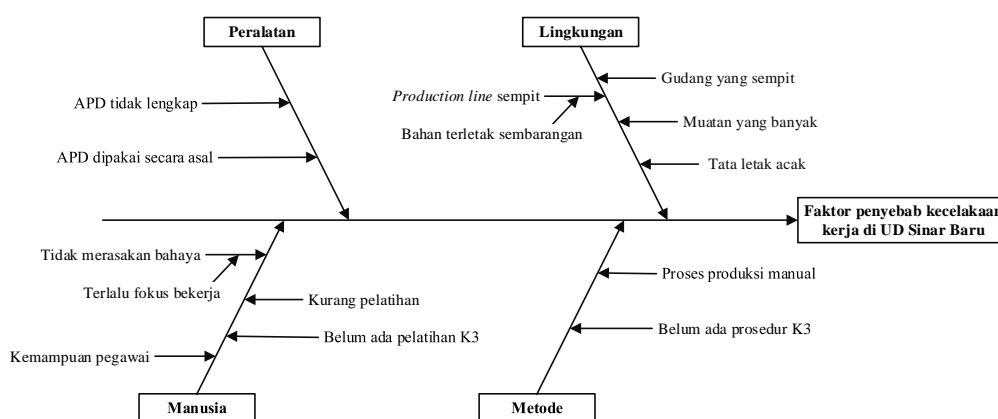 Peralatan
Lingkungan
Gudang yang sempit
Production line sempit
APD tidak lengkap
Muatan yang banyak
Bahan terletak sembarangan
APD dipakai secara asal
Tata letak acak
Faktor penyebab kecelakaan
kerja di UD Sinar Baru
Tidak merasakan bahaya
Proses produksi manual
Terlalu fokus bekerja
Kurang pelatihan
Belum ada prosedur K3
Belum ada pelatihan K3
Kemampuan pegawai
Manusia
Metode